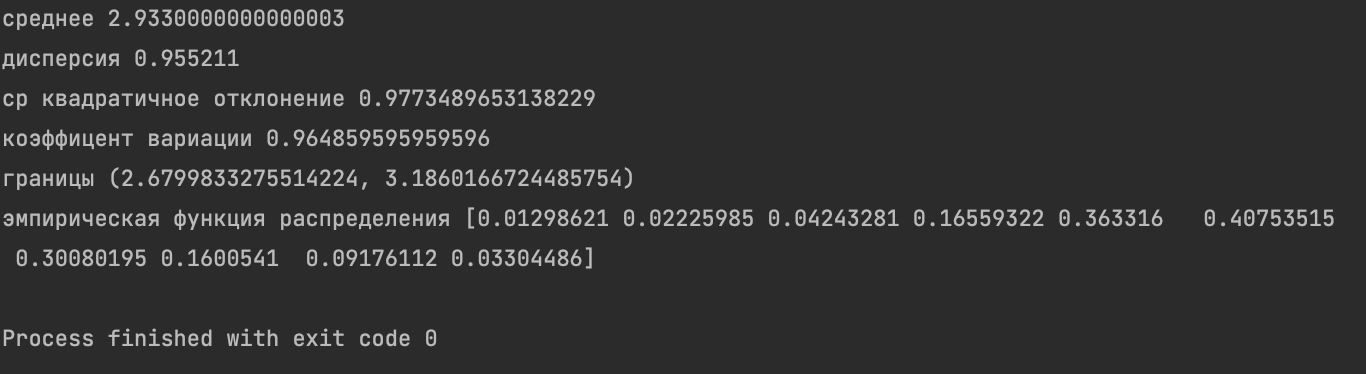 среднее 2.9330000000000003
дисперсия 0.955211
ср квадратичное отклонение 0.9773489653138229
коэффицент вариации 0.964859595959596
границы (2.6799833275514224, 3.1860166724485754)
эмпирическая функция распределения [0.01298621 0.02225985 0.04243281 0.16559322 0.363316   0.40753515
 0.30080195 0.1600541  0.09176112 0.03304486]
Process finished with exit code 0